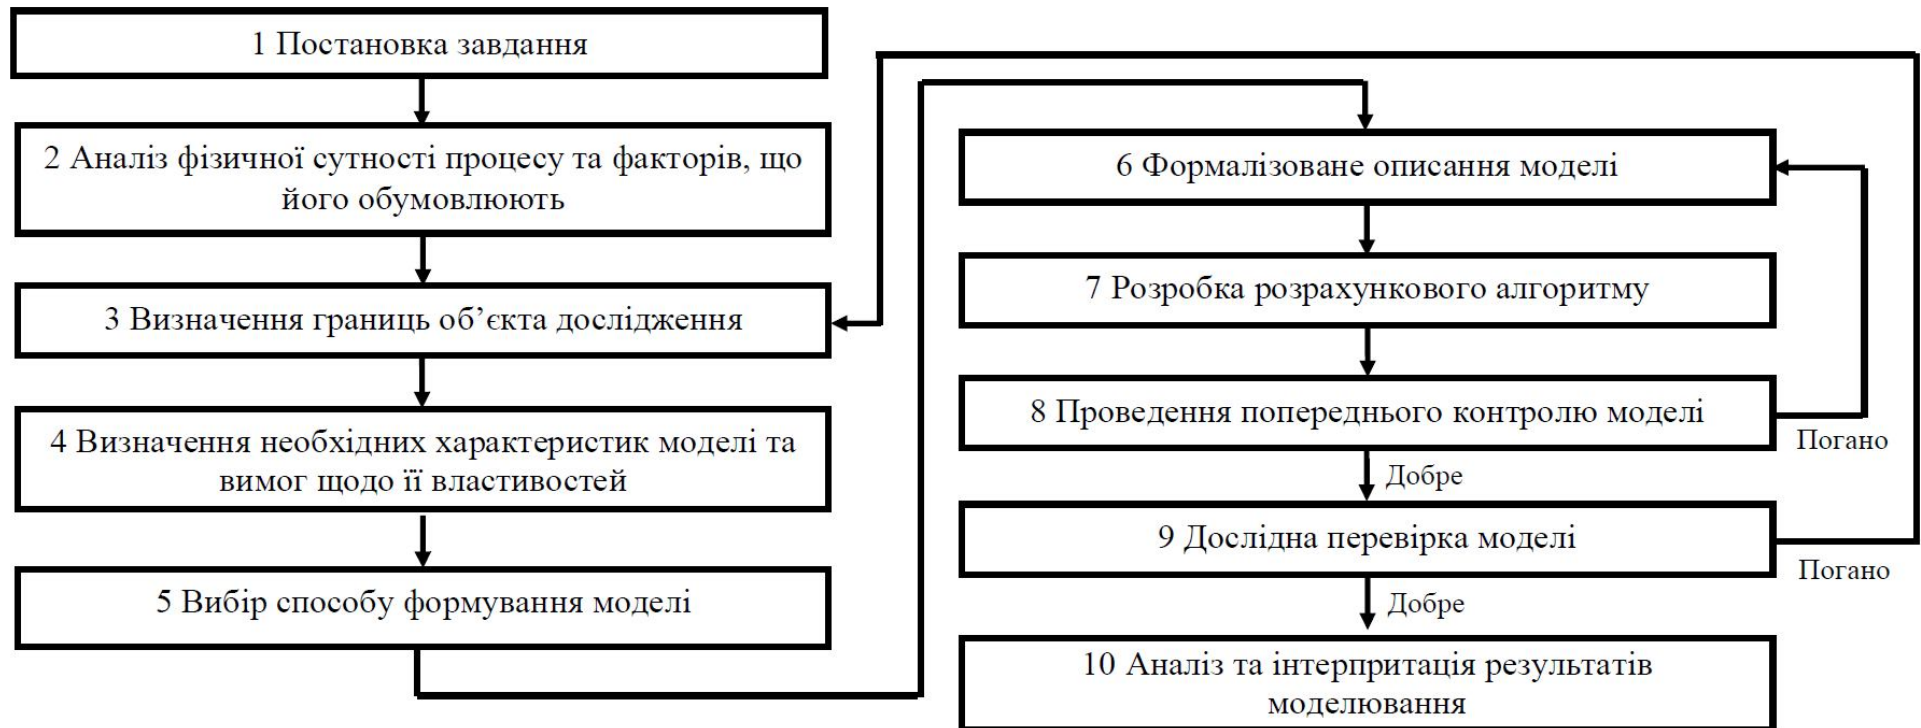 1 Постановка завдання
2 Аналіз фізичної сутності процесу та факторів, що
його обумовлюють
3 Визначення границь об’єкта дослідження
4 Визначення необхідних характеристик моделі та
вимог щодо її властивостей
5 Вибір способу формування моделі
6 Формалізоване описання моделі
7 Розробка розрахункового алгоритму
8 Проведення попереднього контролю моделі
Погано
Добре
9 Дослідна перевірка моделі
Погано
Добре
10 Аналіз та інтерпритація результатів
моделювання